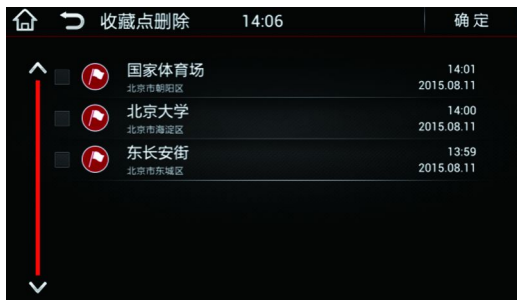 收藏点删除 14:06 确定
国家体育场 14:01
北京市朝阳区 2015.08.11
北京大学 14:00
北京市海淀区 2015.08.11
东长安街 13:59
北京市东城区 2015.08.11